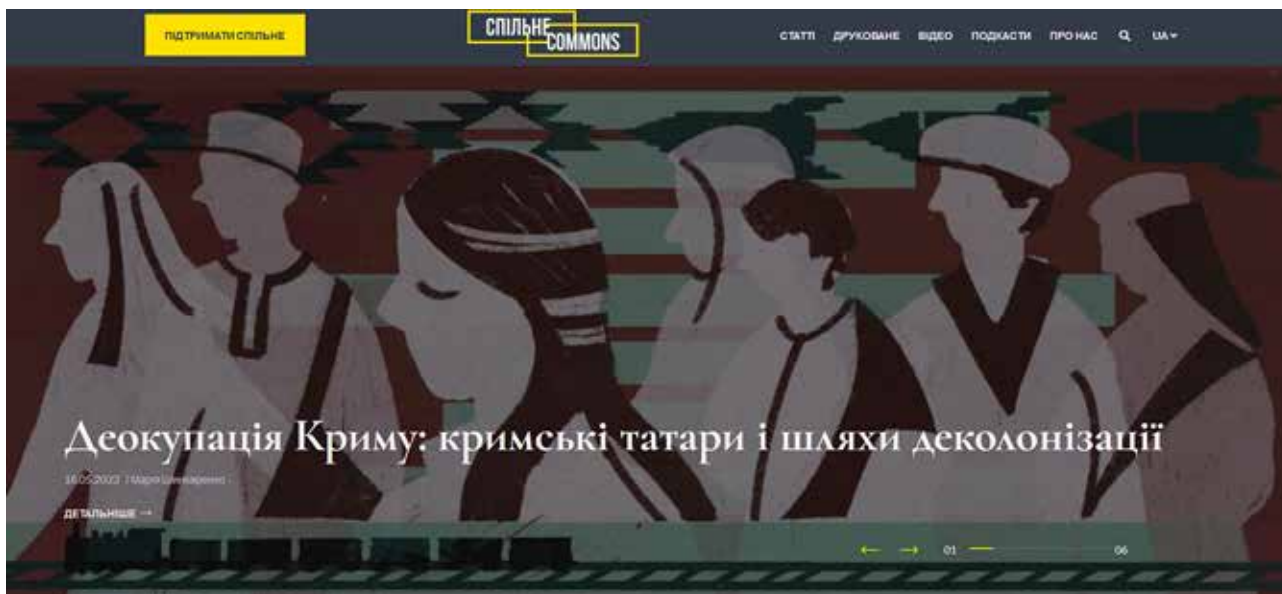 ПІДТРИМАТИ СПІЛЬНЕ
СПІЛЬНЕ
COMMONS
СТАТТІ ДРУКОВАНЕ ВІДЕО ПОДКАСТИ ПРО НАС UA
Деокупація Криму: кримські татари і шляхи деколонізації
ДЕТАЛЬНІШЕ →
← → 01 06